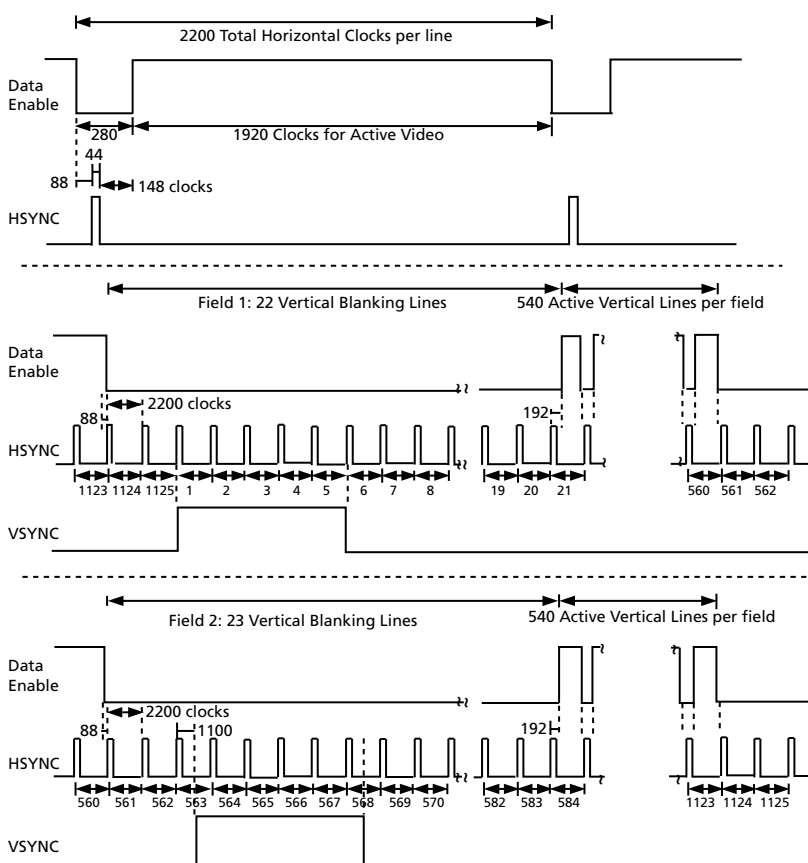 2200 Total Horizontal Clocks per line
Data
Enable
280
1920 Clocks for Active Video
44
88
148 clocks
HSYNC
Field 1: 22 Vertical Blanking Lines
540 Active Vertical Lines per field
Data
Enable
88
2200 clocks
192
HSYNC
1123 1124 1125 1 2 3 4 5 6 7 8 19 20 21 560 561 562
VSYNC
Field 2: 23 Vertical Blanking Lines
540 Active Vertical Lines per field
Data
Enable
88
2200 clocks
1100
192
HSYNC
560 561 562 563 564 565 566 567 568 569 570 582 583 584 1123 1124 1125
VSYNC